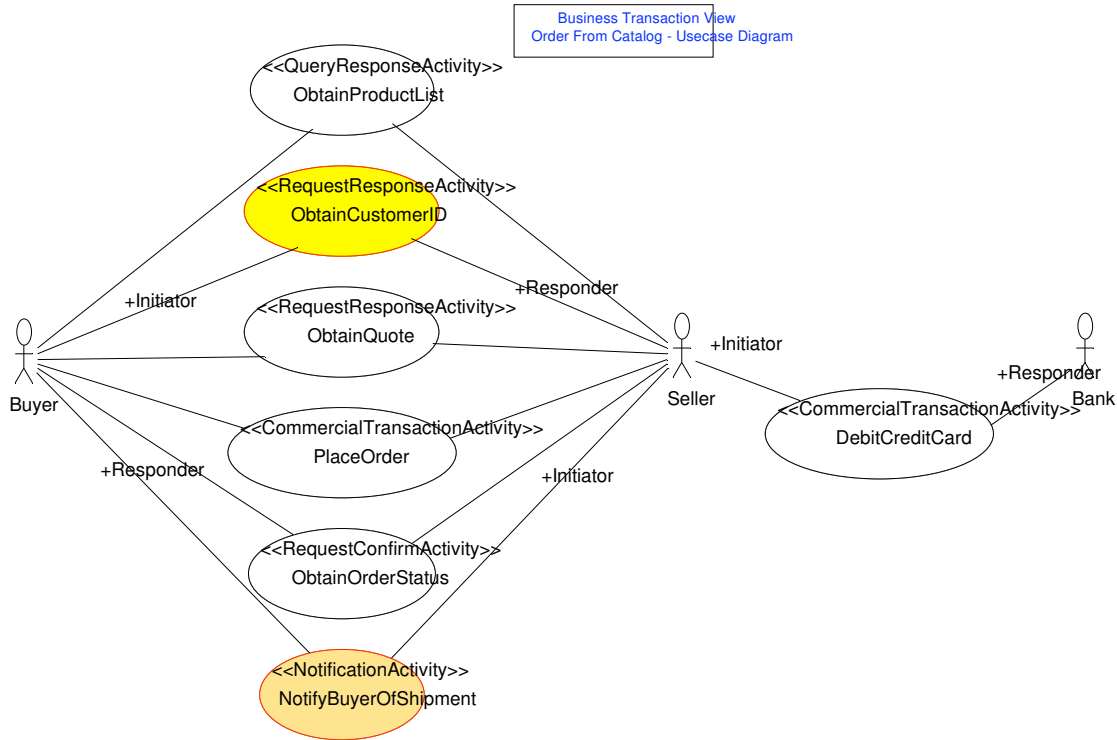 Business Transaction View
Order From Catalog - Usecase Diagram
<<QueryResponseActivity>>
ObtainProductList
<<RequestResponseActivity>>
ObtainCustomerID
+Initiator
+Responder
<<RequestResponseActivity>>
ObtainQuote
+Initiator
+Responder
Buyer
Seller
Bank
<<CommercialTransactionActivity>>
DebitCreditCard
<<CommercialTransactionActivity>>
PlaceOrder
+Responder
+Initiator
<<RequestConfirmActivity>>
ObtainOrderStatus
<<NotificationActivity>>
NotifyBuyerOfShipment